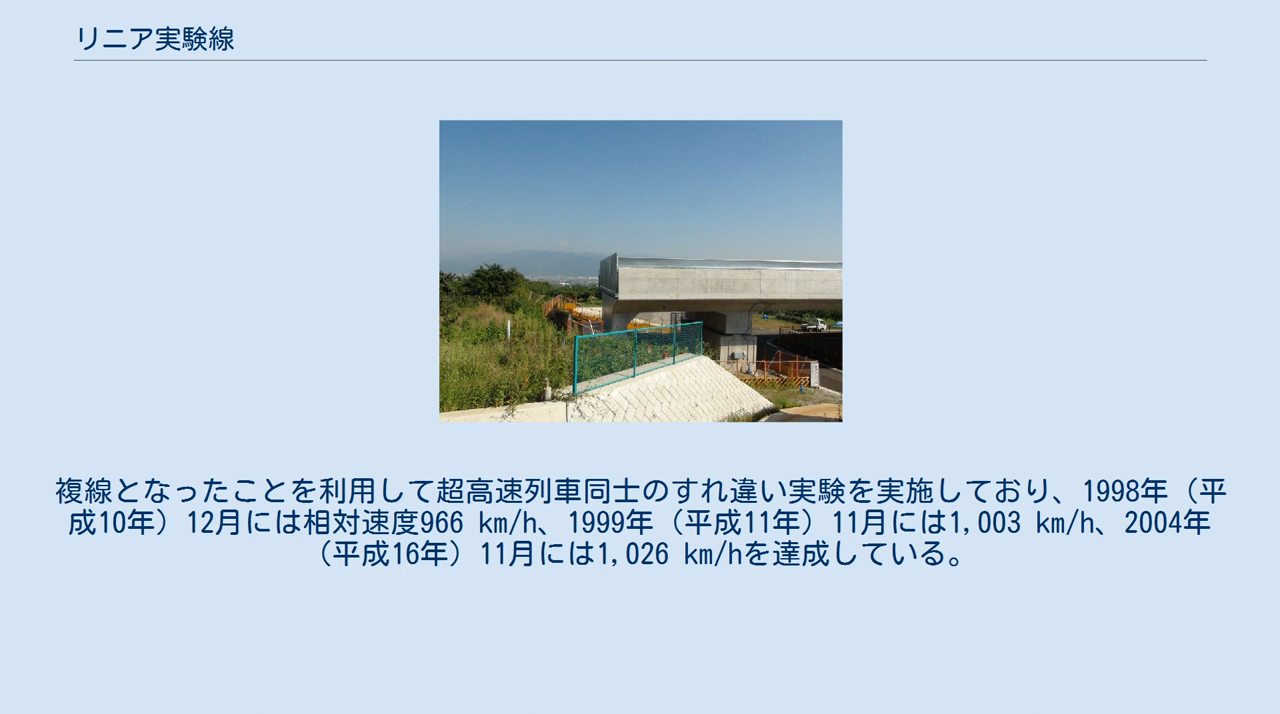 リニア実験線
複線となったことを利用して超高速列車同士のすれ違い実験を実施しており、1998年（平
成10年）12月には相対速度966 km/h、1999年（平成11年）11月には1,003 km/h、2004年
（平成16年）11月には1,026 km/hを達成している。